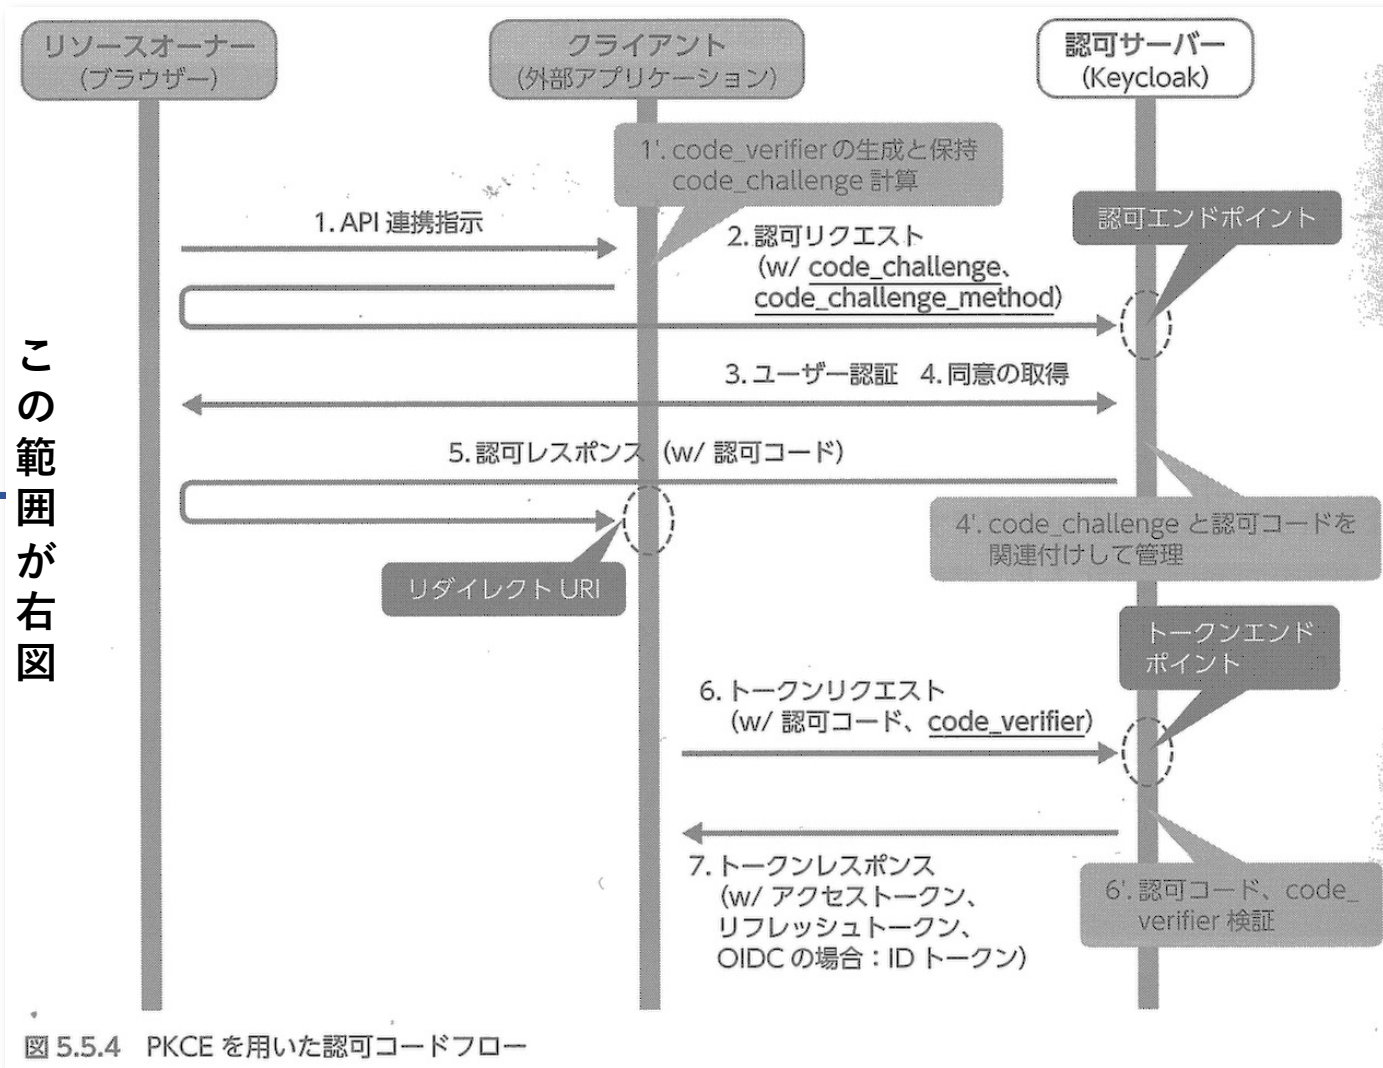 リソースオーナー
（ブラウザー）
クライアント
（外部アプリケーション）
認可サーバー
（Keycloak）
1'. code_verifierの生成と保持
code_challenge 計算
1. API 連携指示
2. 認可リクエスト
（w/ code_challenge、
code_challenge_method）
認可エンドポイント
3. ユーザー認証 4. 同意の取得
5. 認可レスポンス（w/ 認可コード）
4'. code_challenge と認可コードを
関連付けして管理
リダイレクト URI
トークンエンド
ポイント
6. トークンリクエスト
（w/ 認可コード、code_verifier）
7. トークンレスポンス
（w/ アクセストークン、
リフレッシュトークン、
OIDC の場合：ID トークン）
6'. 認可コード、code_
verifier 検証
この範囲が右図
図 5.5.4 PKCE を用いた認可コードフロー